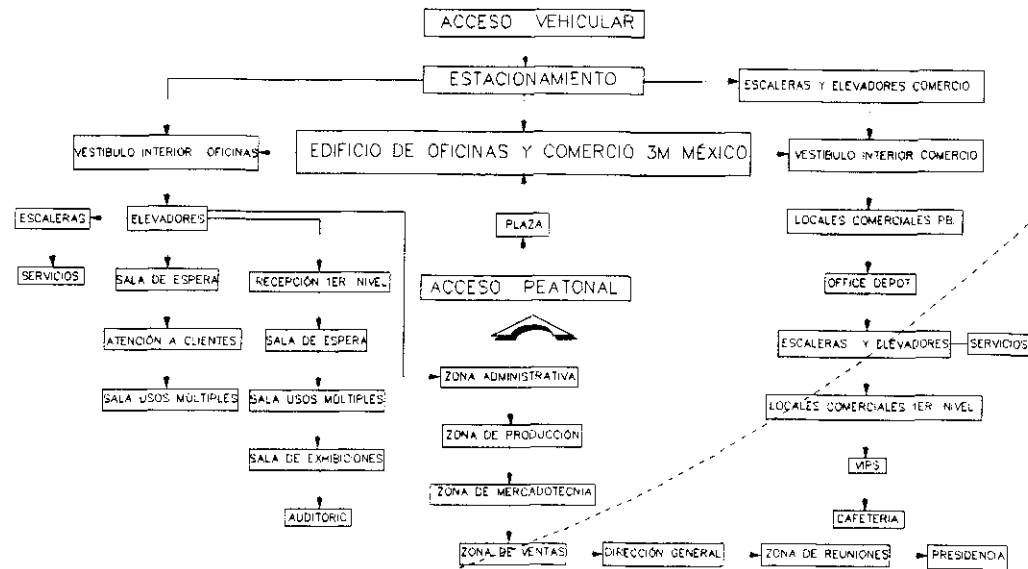 ACCESO VEHICULAR
ESTACIONAMIENTO
ESCALERAS Y ELEVADORES COMERCIO
VESTIBULO INTERIOR OFICINAS
EDIFICIO DE OFICINAS Y COMERCIO 3M MÉXICO
VESTIBULO INTERIOR COMERCIO
ESCALERAS
ELEVADORES
PLAZA
LOCALES COMERCIALES PB.
SERVICIOS
SALA DE ESPERA
RECEPCIÓN 1ER NIVEL
ACCESO PEATONAL
OFFICE DEPOT
ATENCIÓN A CLIENTES
SALA DE ESPERA
ESCALERAS Y ELEVADORES
SERVICIOS
ZONA ADMINISTRATIVA
SALA USOS MÚLTIPLES
SALA USOS MÚLTIPLES
LOCALES COMERCIALES 1ER NIVEL
ZONA DE PRODUCCIÓN
SALA DE EXHIBICIONES
VIPS
ZONA DE MERCADOTECNIA
AUDITORIO
CAFETERIA
ZONA DE VENTAS
DIRECCIÓN GENERAL
ZONA DE REUNIONES
PRESIDENCIA